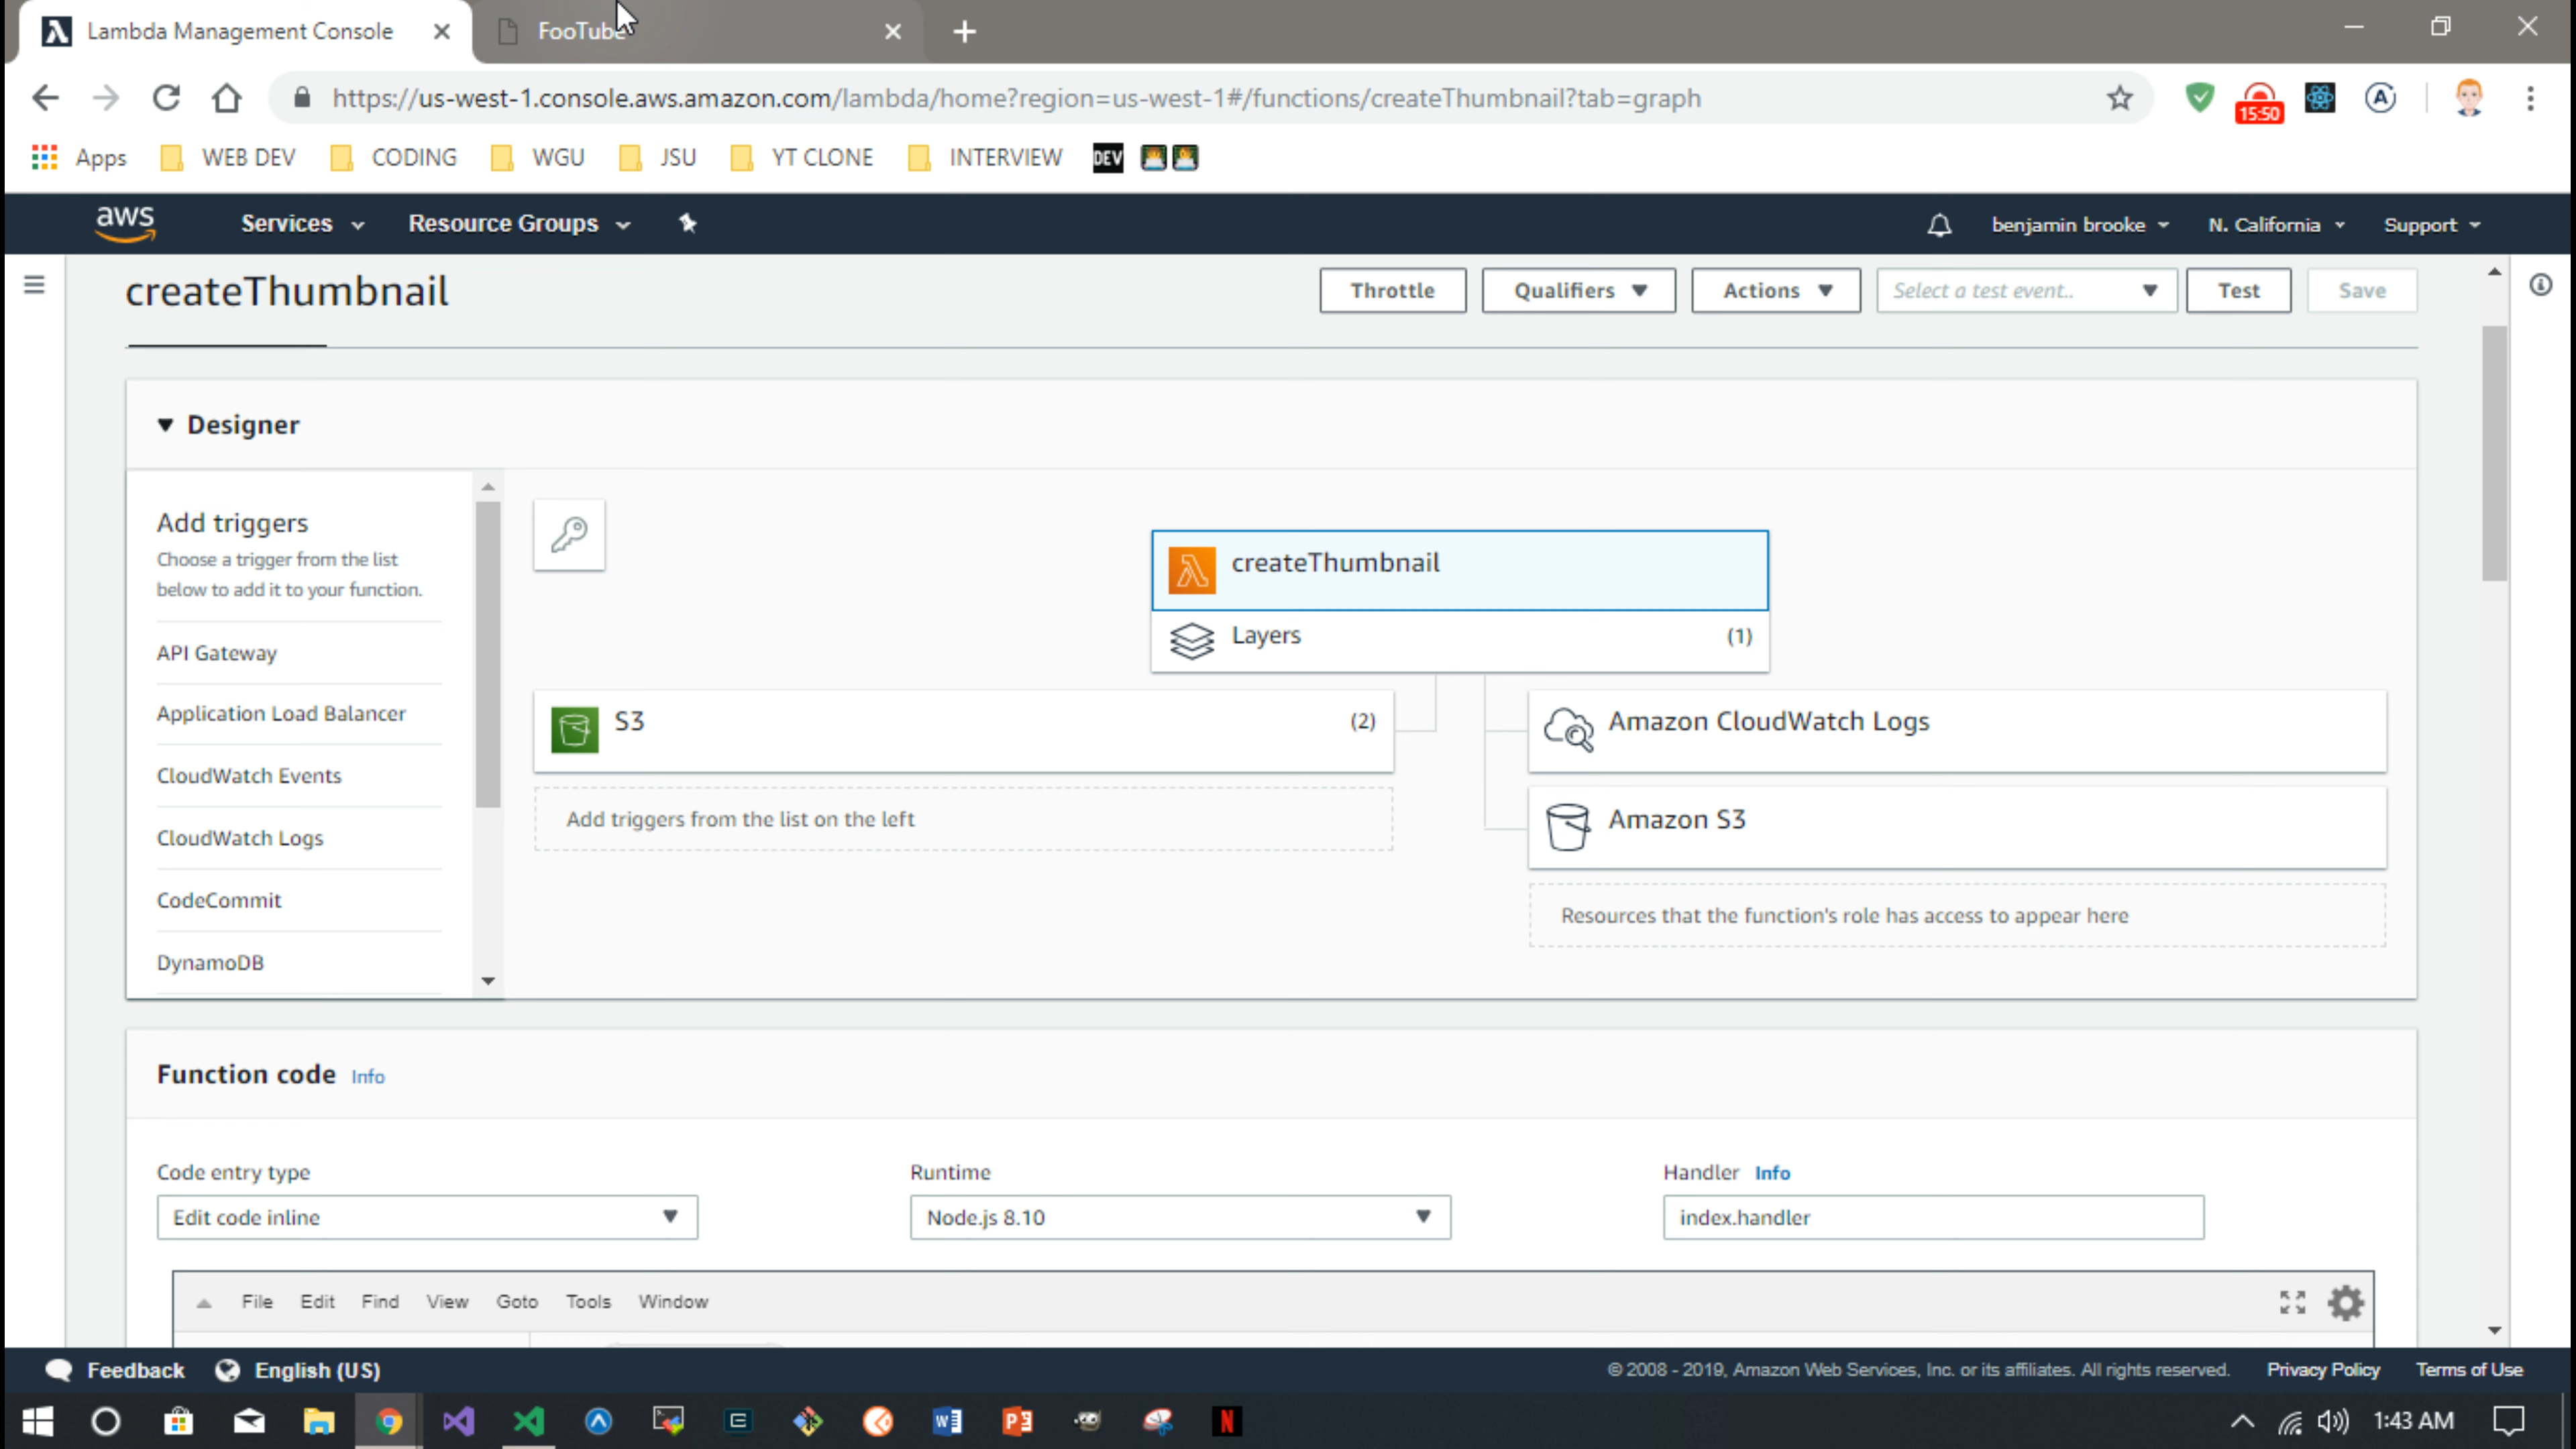 Lambda Management Console
FooTube
https://us-west-1.console.aws.amazon.com/lambda/home?region=us-west-1#/functions/createThumbnail?tab=graph
15:50
A
Apps WEB DEV CODING WGU JSU YT CLONE INTERVIEW DEV
aws Services Resource Groups benjamin brooke N. California Support
createThumbnail Throttle Qualifiers Actions Select a test event.. Test Save
Designer
Add triggers
Choose a trigger from the list
below to add it to your function.
API Gateway
Application Load Balancer
CloudWatch Events
CloudWatch Logs
CodeCommit
DynamoDB
createThumbnail
Layers (1)
S3 (2)
Add triggers from the list on the left
Amazon CloudWatch Logs
Amazon S3
Resources that the function's role has access to appear here
Function code Info
Code entry type Runtime Handler Info
Edit code inline Node.js 8.10 index.handler
File Edit Find View Goto Tools Window
Feedback English (US) © 2008 - 2019, Amazon Web Services, Inc. or its affiliates. All rights reserved. Privacy Policy Terms of Use
1:43 AM